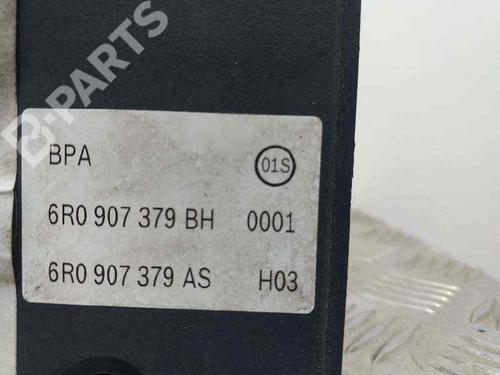 B-PARTS
BPA 01S
6R0 907 379 BH 0001
6R0 907 379 AS H03